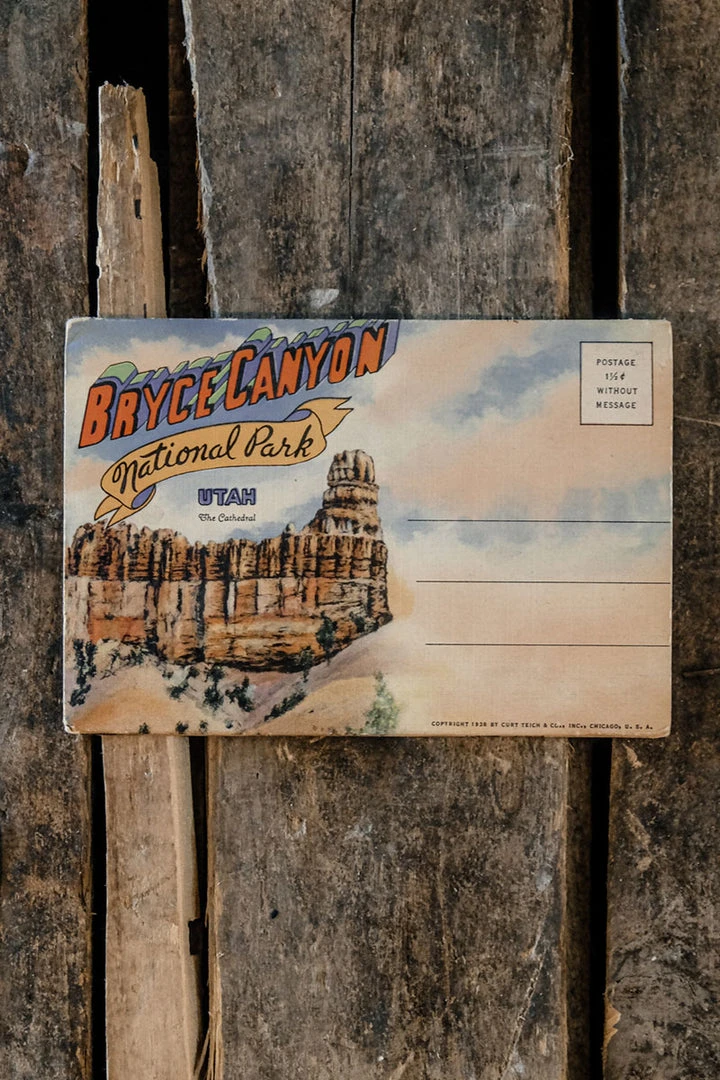 BRYCE CANYON
National Park
UTAH
The Cathedral
POSTAGE
1½ ¢
WITHOUT
MESSAGE
COPYRIGHT 1938 BY CURT TEICH & CO., INC., CHICAGO, U. S. A.